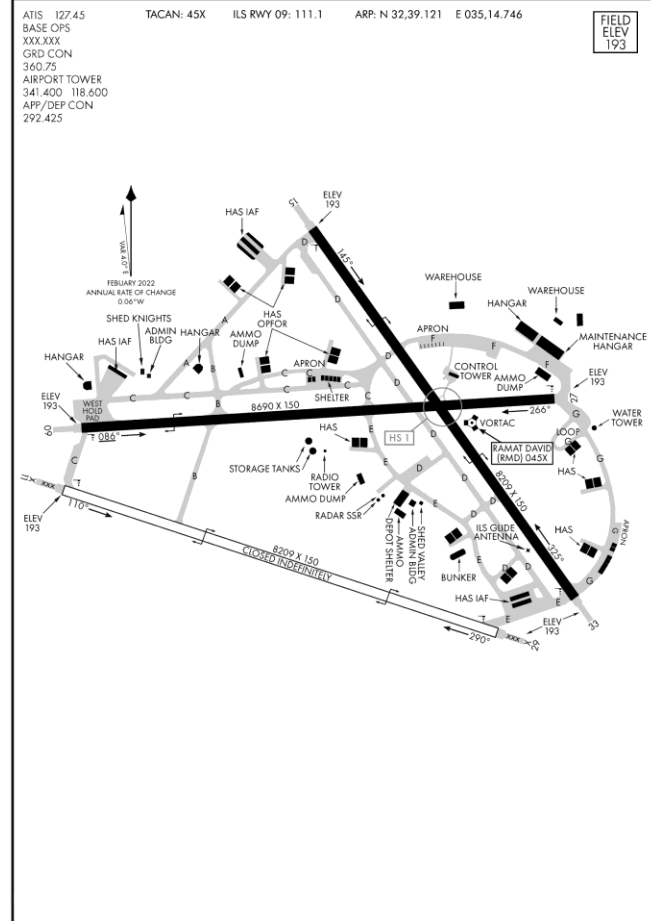 ATIS 127.45
BASE OPS
XXX.XXX
GRD CON
360.75
AIRPORT TOWER
341.400 118.600
APP/DEP CON
292.425
TACAN: 45X
ILS RWY 09: 111.1
ARP: N 32,39.121 E 035,14.746
FIELD
ELEV
193
VAR 4.0° E
FEBUARY 2022
ANNUAL RATE OF CHANGE
0.06°W
HAS IAF
15
ELEV
193
D
T
145°
D
D
HAS
OPFOR
A
WAREHOUSE
WAREHOUSE
HANGAR
MAINTENANCE
HANGAR
SHED KNIGHTS
ADMIN
BLDG
HANGAR
AMMO
DUMP
HAS IAF
HANGAR
A
B
APRON
APRON
F
F
F
CONTROL
TOWER
AMMO
DUMP
ELEV
193
27
ELEV
193
WEST
HOLD
PAD
C
C
C
C
C
C
D
D
SHELTER
B
8690 X 150
266°
086°
09
HS 1
VORTAC
RAMAT DAVID
(RMD) 045X
G
LOOP
G
WATER
TOWER
HAS
STORAGE TANKS
RADIO
TOWER
AMMO DUMP
RADAR SSR
E
E
E
E
D
D
D
HAS
G
8209 X 150
C
T
11
ELEV
193
110°
B
8209 X 150
CLOSED INDEFINITELY
AMMO
DEPOT SHELTER
SHED VALLEY
ADMIN BLDG
ILS GLIDE
ANTENNA
BUNKER
HAS
APRON
G
325°
E
D
D
HAS IAF
E
E
T
T
G
ELEV
193
33
290°
29